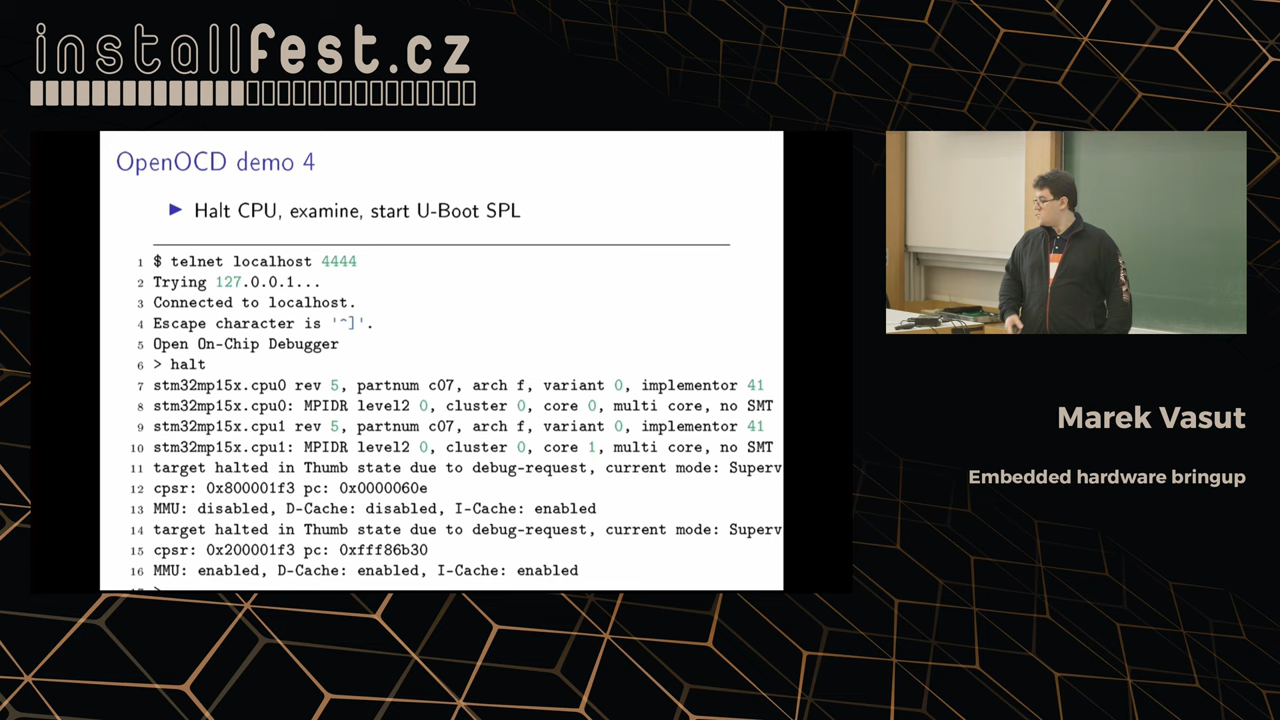 installfest.cz
OpenOCD demo 4
Halt CPU, examine, start U-Boot SPL
1 $ telnet localhost 4444
2 Trying 127.0.0.1...
3 Connected to localhost.
4 Escape character is '^]'.
5 Open On-Chip Debugger
6 > halt
7 stm32mp15x.cpu0 rev 5, partnum c07, arch f, variant 0, implementor 41
8 stm32mp15x.cpu0: MPIDR level2 0, cluster 0, core 0, multi core, no SMT
9 stm32mp15x.cpu1 rev 5, partnum c07, arch f, variant 0, implementor 41
10 stm32mp15x.cpu1: MPIDR level2 0, cluster 0, core 1, multi core, no SMT
11 target halted in Thumb state due to debug-request, current mode: Superv
12 cpsr: 0x800001f3 pc: 0x0000060e
13 MMU: disabled, D-Cache: disabled, I-Cache: enabled
14 target halted in Thumb state due to debug-request, current mode: Superv
15 cpsr: 0x200001f3 pc: 0xfff86b30
16 MMU: enabled, D-Cache: enabled, I-Cache: enabled
Marek Vasut
Embedded hardware bringup